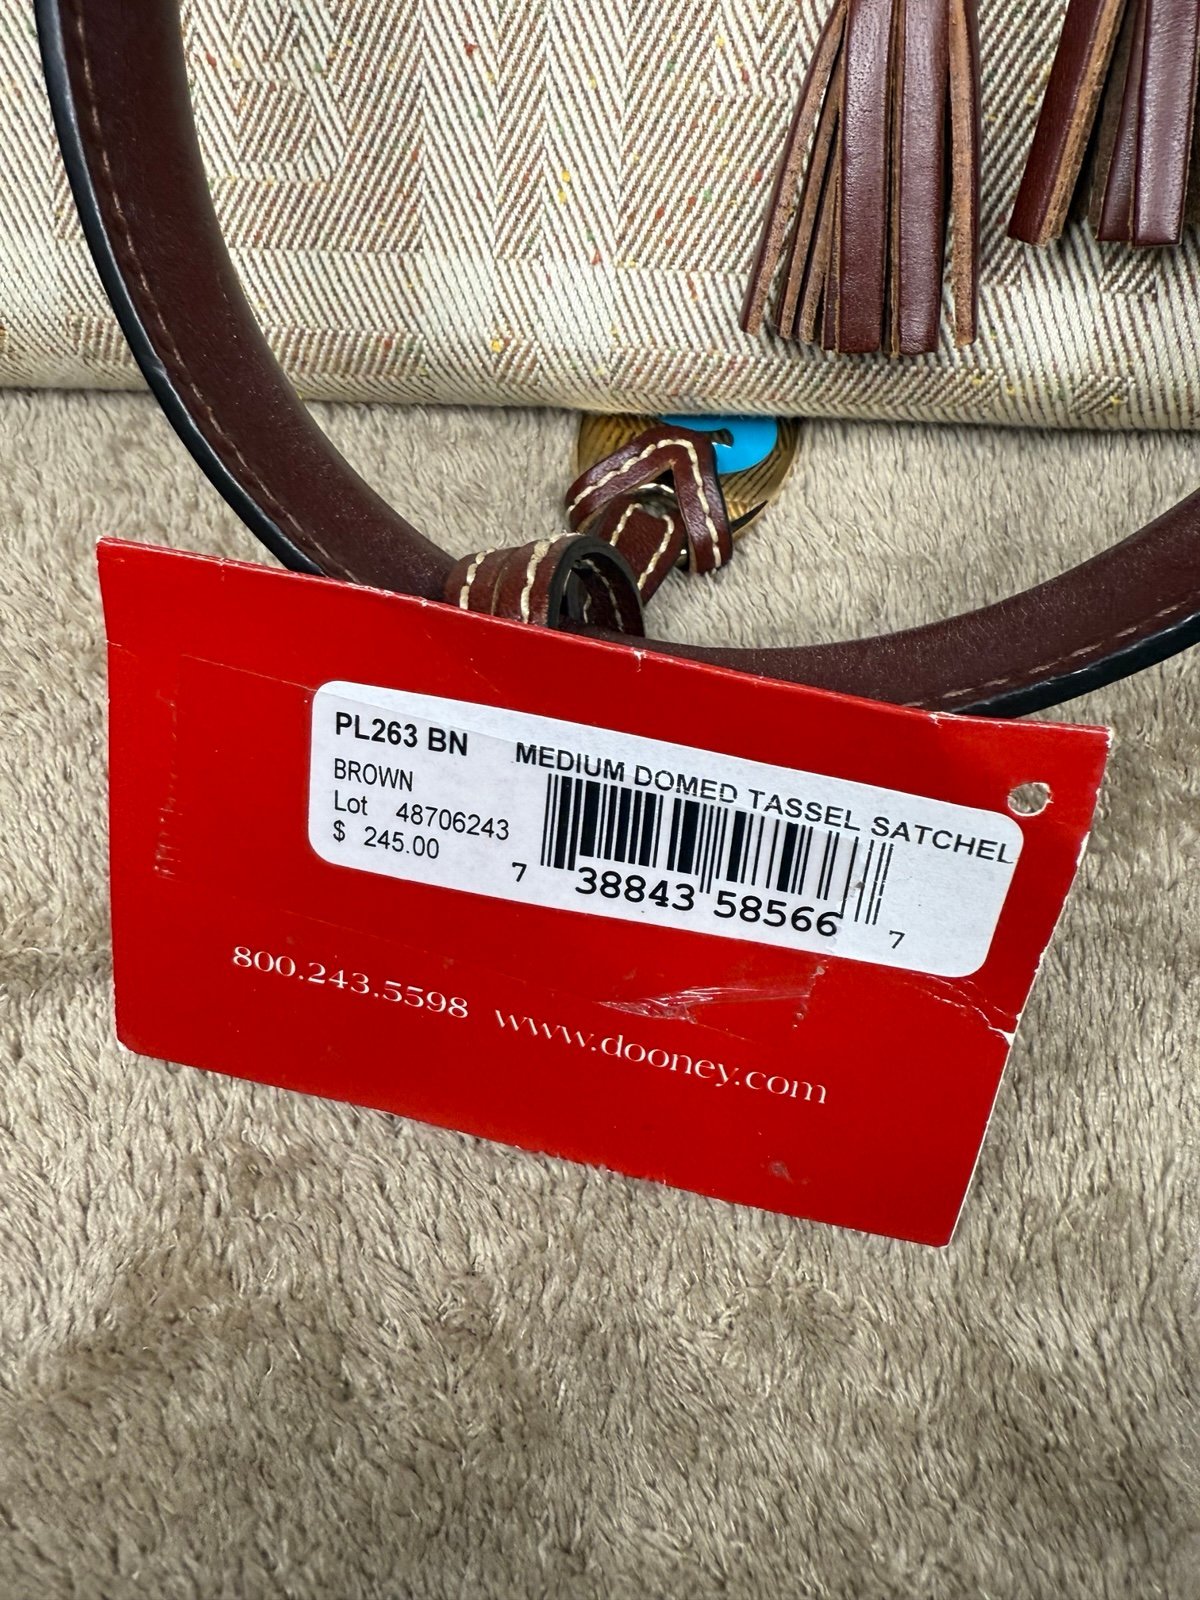 PL263 BN MEDIUM DOMED TASSEL SATCHEL
BROWN
Lot 48706243
$ 245.00
7 38843 58566 7
800.243.5598 www.dooney.com